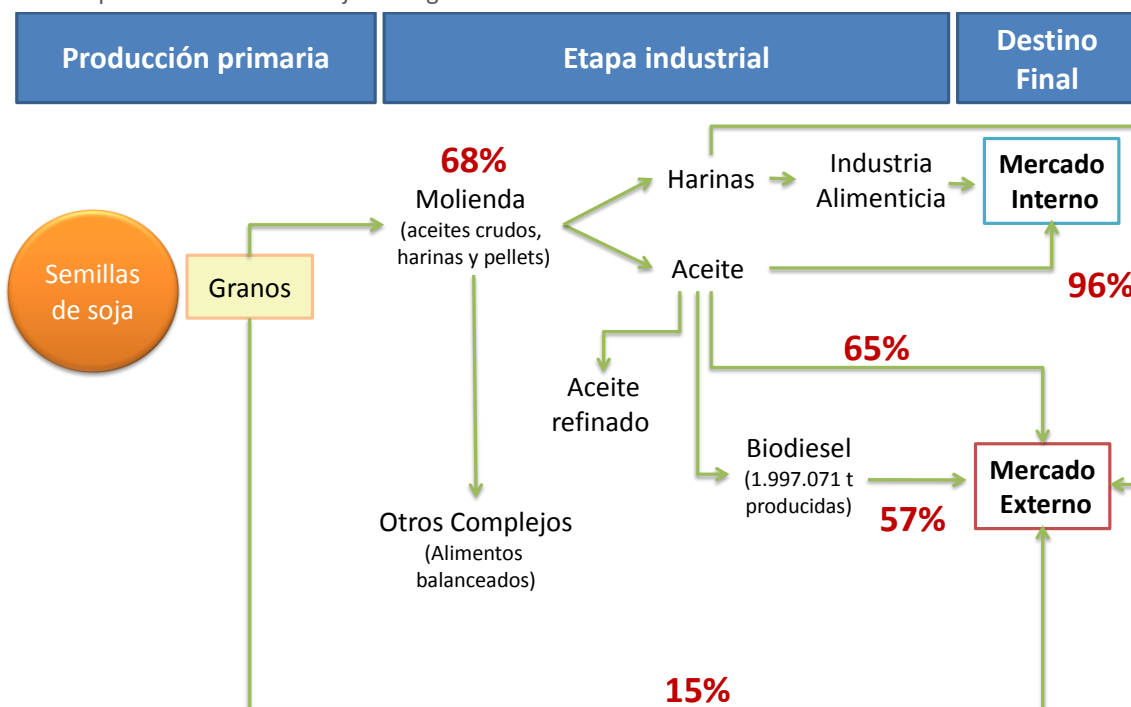 Producción primaria
Etapa industrial
Destino
Final
68%
Molienda
(aceites crudos,
harinas y pellets)
Harinas
Industria
Alimenticia
Mercado
Interno
Semillas
de soja
Granos
Aceite
96%
65%
Aceite
refinado
Biodiesel
(1.997.071 t
producidas)
57%
Mercado
Externo
Otros Complejos
(Alimentos
balanceados)
15%